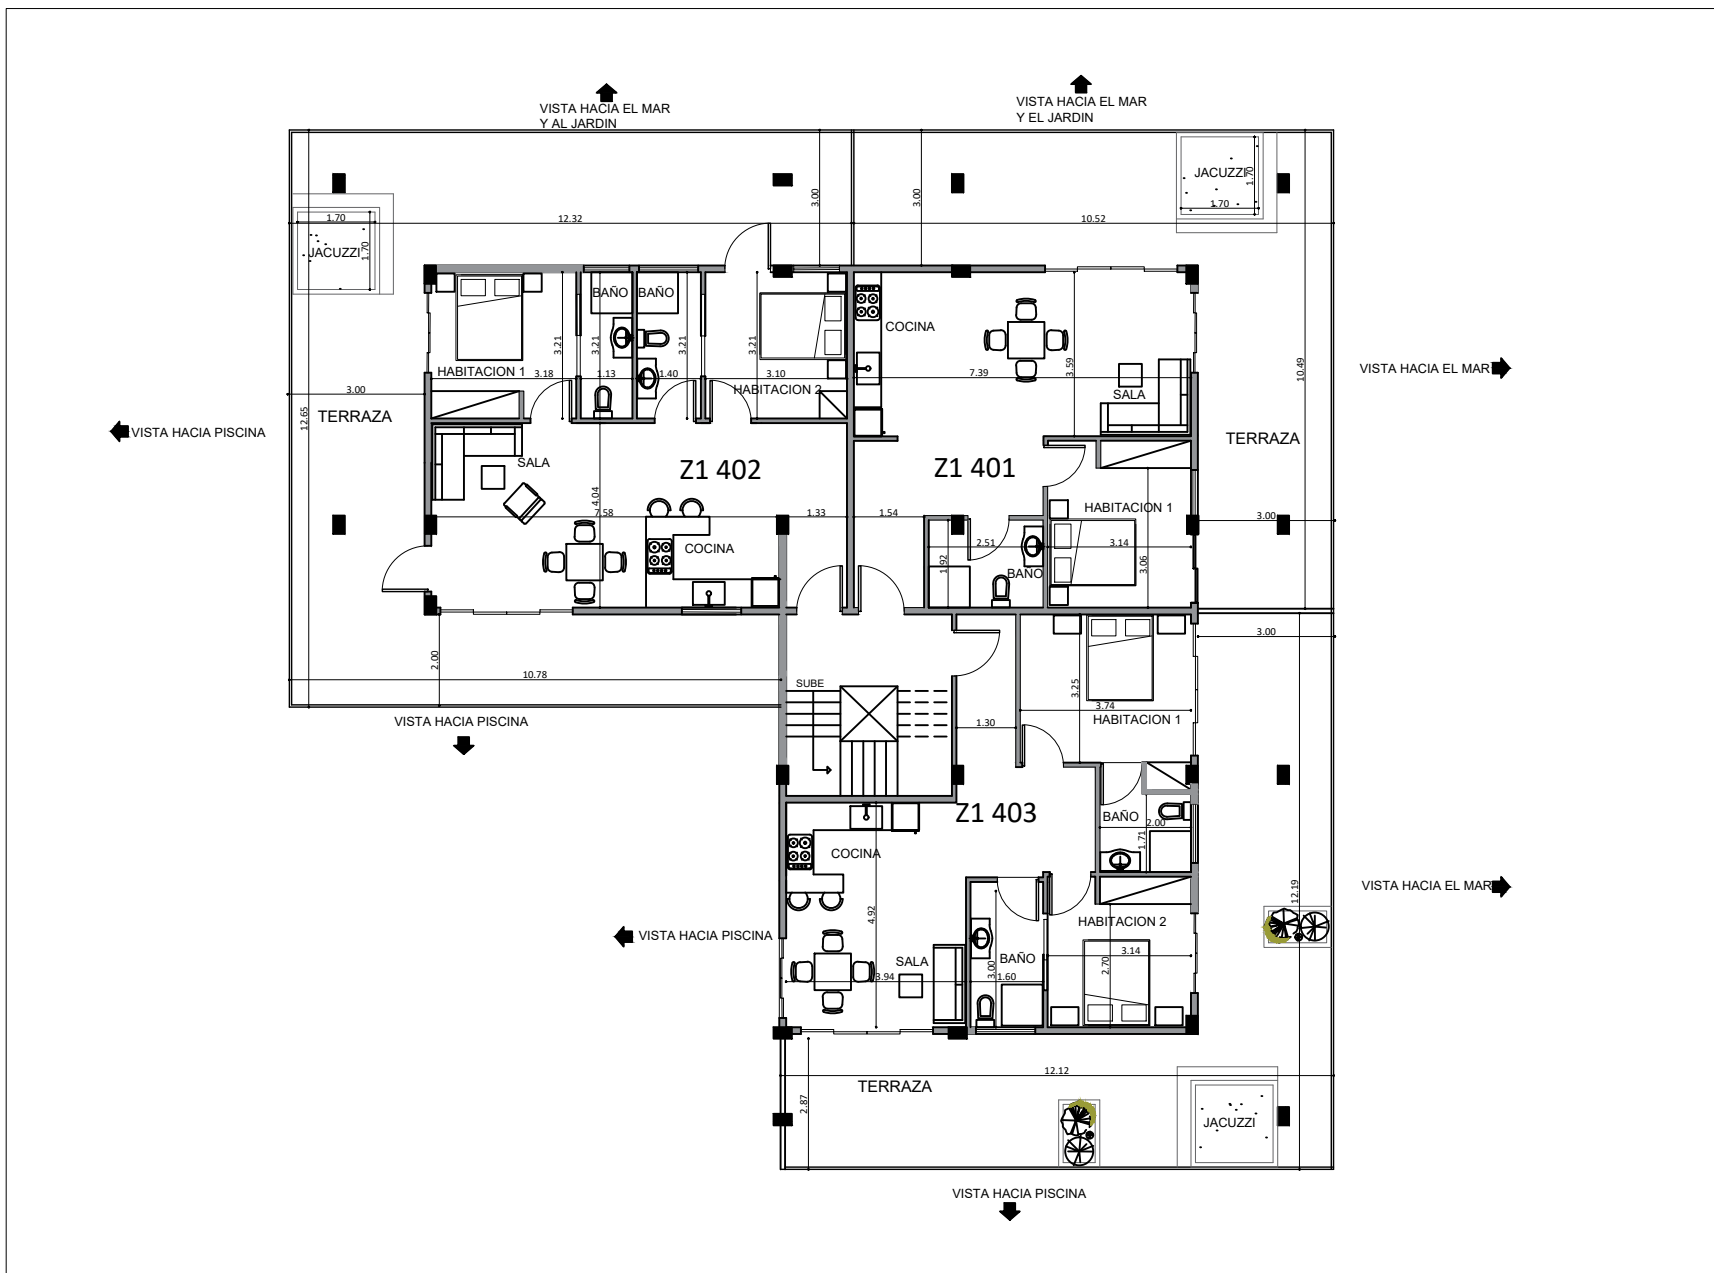 VISTA HACIA EL MAR
Y AL JARDIN
VISTA HACIA EL MAR
Y EL JARDIN
JACUZZI
1.70
1.70
3.00
3.00
12.32
10.52
1.70
1.70
JACUZZI
BAÑO
BAÑO
COCINA
3.21
3.21
3.21
3.21
3.59
10.49
HABITACION 1
3.18
1.13
1.40
3.10
HABITACION 2
7.39
SALA
VISTA HACIA EL MAR
3.00
TERRAZA
12.65
VISTA HACIA PISCINA
TERRAZA
SALA
Z1 402
Z1 401
4.04
7.58
1.33
1.54
HABITACION 1
3.00
COCINA
2.51
3.14
1.92
BAÑO
3.06
2.00
3.00
10.78
SUBE
3.25
3.74
HABITACION 1
VISTA HACIA PISCINA
1.30
Z1 403
BAÑO
2.00
1.71
COCINA
VISTA HACIA EL MAR
12.19
4.92
HABITACION 2
VISTA HACIA PISCINA
3.14
SALA
BAÑO
2.70
3.94
3.00
1.60
12.12
TERRAZA
2.87
JACUZZI
VISTA HACIA PISCINA